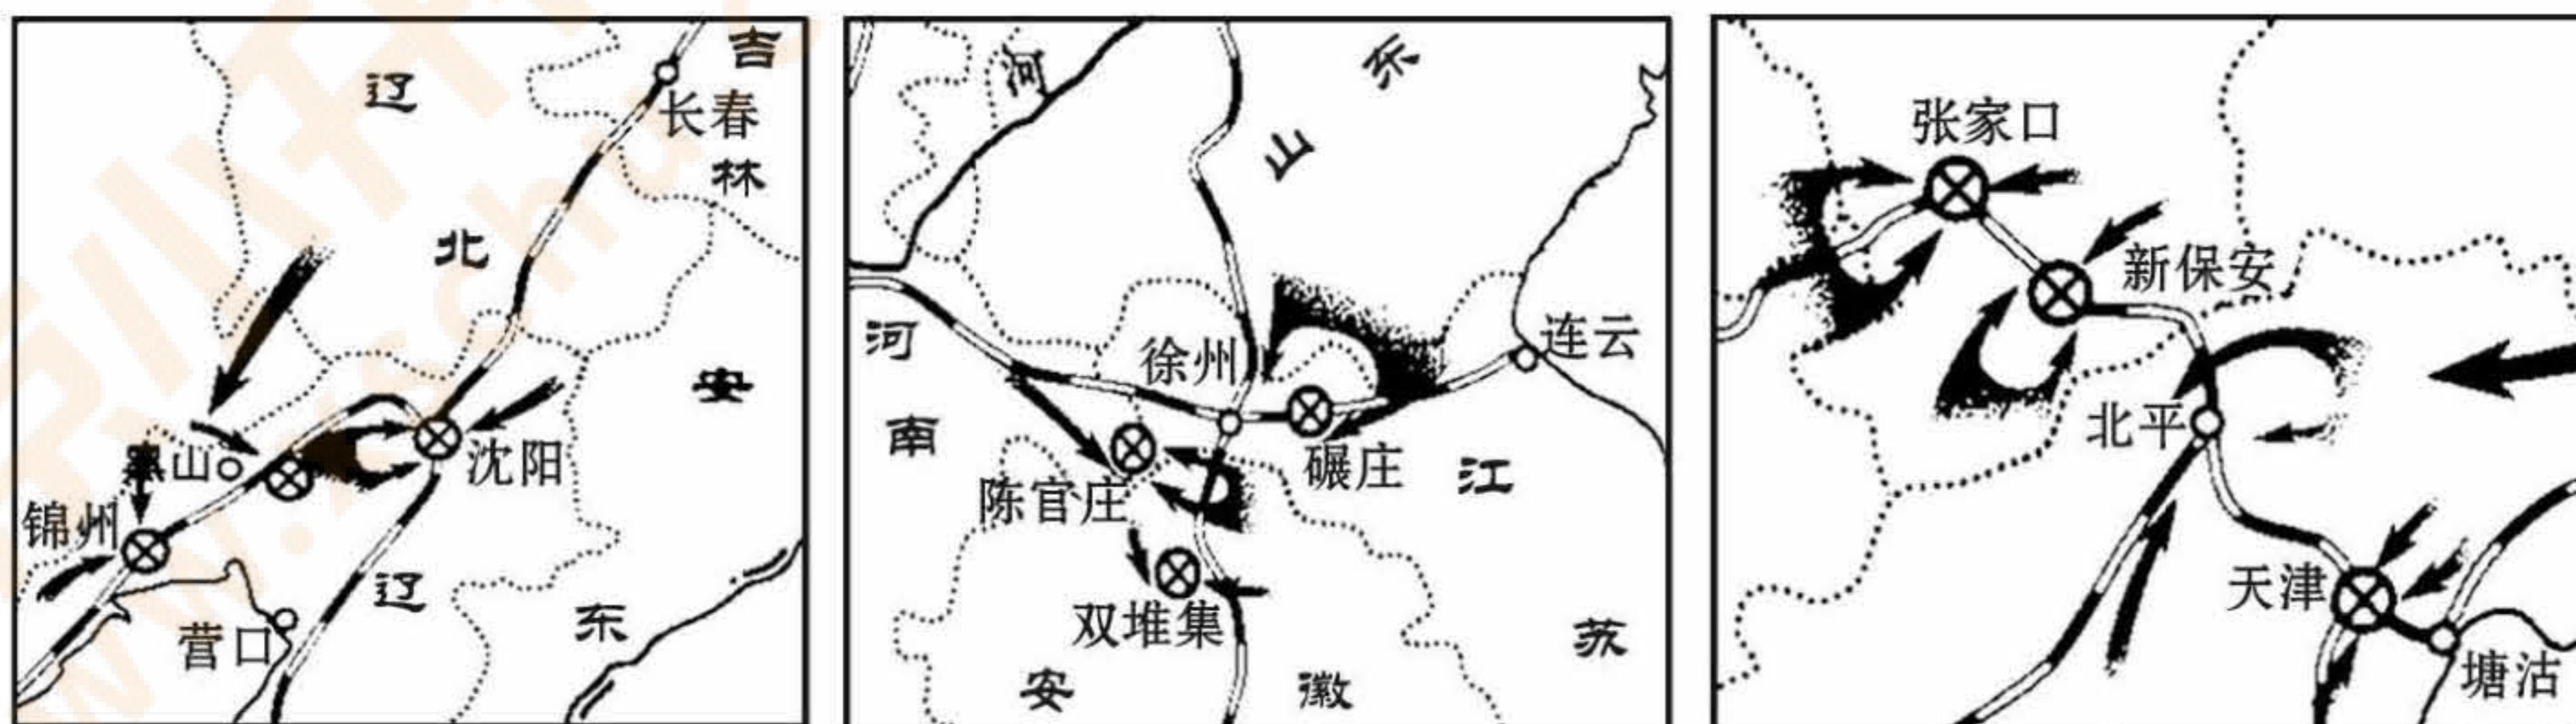 吉
林
辽
北
长春
安
黑山
沈阳
锦州
辽
东
营口
河
山
东
河
南
徐州
连云
碾庄
陈官庄
江
双堆集
苏
安
徽
张家口
新保安
北平
天津
塘沽